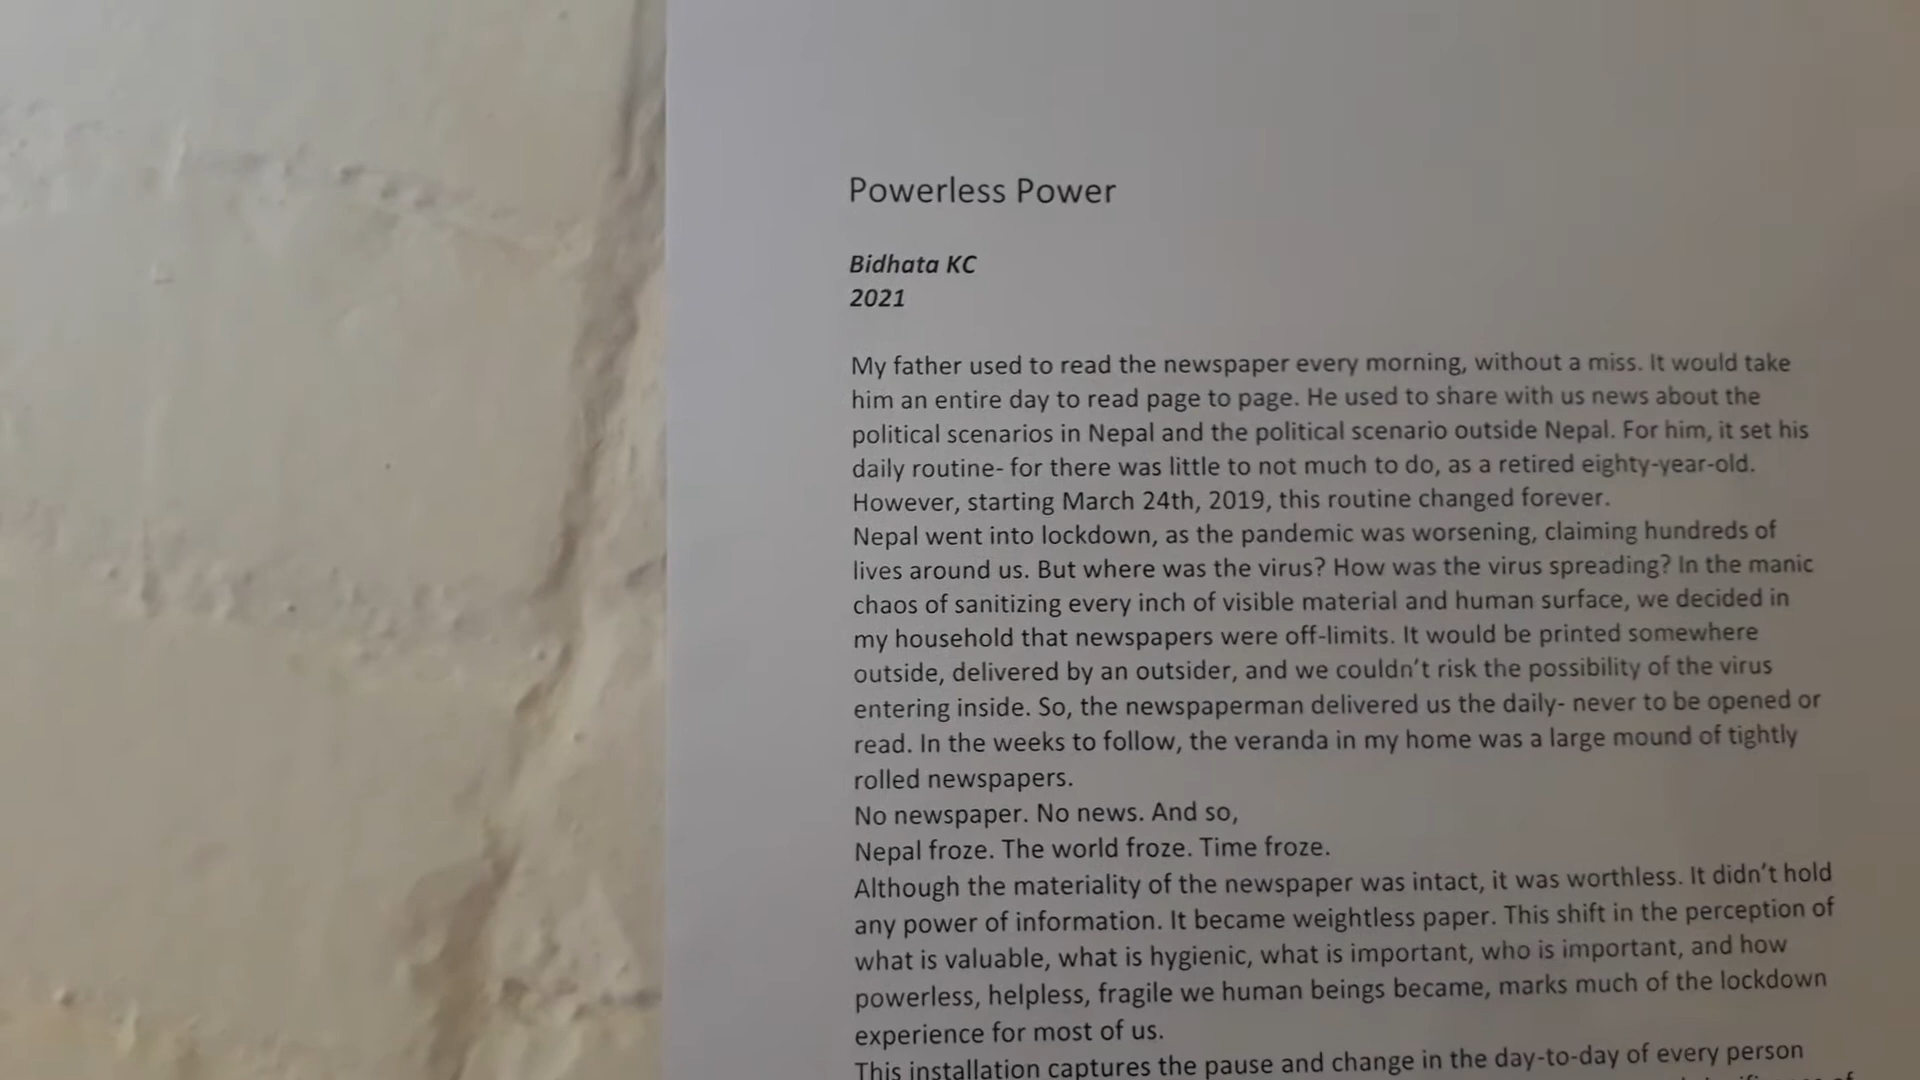 Powerless Power
Bidhata KC
2021
My father used to read the newspaper every morning, without a miss. It would take
him an entire day to read page to page. He used to share with us news about the
political scenarios in Nepal and the political scenario outside Nepal. For him, it set his
daily routine- for there was little to not much to do, as a retired eighty-year-old.
However, starting March 24th, 2019, this routine changed forever.
Nepal went into lockdown, as the pandemic was worsening, claiming hundreds of
lives around us. But where was the virus? How was the virus spreading? In the manic
chaos of sanitizing every inch of visible material and human surface, we decided in
my household that newspapers were off-limits. It would be printed somewhere
outside, delivered by an outsider, and we couldn't risk the possibility of the virus
entering inside. So, the newspaperman delivered us the daily- never to be opened or
read. In the weeks to follow, the veranda in my home was a large mound of tightly
rolled newspapers.
No newspaper. No news. And so,
Nepal froze. The world froze. Time froze.
Although the materiality of the newspaper was intact, it was worthless. It didn't hold
any power of information. It became weightless paper. This shift in the perception of
what is valuable, what is hygienic, what is important, who is important, and how
powerless, helpless, fragile we human beings became, marks much of the lockdown
experience for most of us.
This installation captures the pause and change in the day-to-day of every person